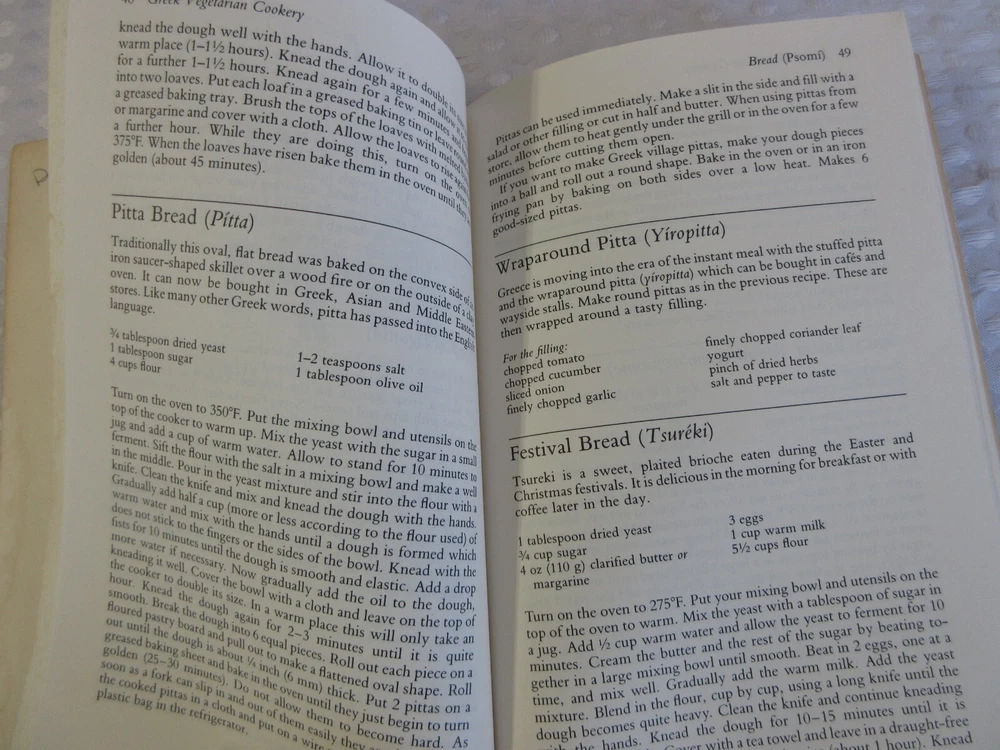 Greek Vegetarian Cookery
knead the dough well with the hands. Allow it to double in
warm place (1–1½ hours). Knead the dough again and allow it
for a further 1–1½ hours. Knead again for a few minutes and
into two loaves. Put each loaf in a greased baking tin or leave
a greased baking tray. Brush the tops of the loaves with melted
or margarine and cover with a cloth. Allow the loaves to rise again
a further hour. While they are doing this, turn on the oven
375°F. When the loaves have risen bake them in the oven until they
golden (about 45 minutes).
Pitta Bread (Pítta)
Traditionally this oval, flat bread was baked on the convex side of
iron saucer-shaped skillet over a wood fire or on the outside of a clay
oven. It can now be bought in Greek, Asian and Middle Eastern
stores. Like many other Greek words, pitta has passed into the English
language.
¾ tablespoon dried yeast
1 tablespoon sugar
4 cups flour
1–2 teaspoons salt
1 tablespoon olive oil
Turn on the oven to 350°F. Put the mixing bowl and utensils on the
top of the cooker to warm up. Mix the yeast with the sugar in a small
jug and add a cup of warm water. Allow to stand for 10 minutes to
ferment. Sift the flour with the salt in a mixing bowl and make a well
in the middle. Pour in the yeast mixture and stir into the flour with a
knife. Clean the knife and mix and knead the dough with the hands.
Gradually add half a cup (more or less according to the flour used) of
warm water and mix with the hands until a dough is formed which
does not stick to the fingers or the sides of the bowl. Knead with the
fists for 10 minutes until the dough is smooth and elastic. Add a drop
more water if necessary. Now gradually add the oil to the dough,
kneading it well. Cover the bowl with a cloth and leave on the top of
the cooker to double its size. In a warm place this will only take an
hour. Knead the dough again for 2–3 minutes until it is quite
smooth. Break the dough into 6 equal pieces. Roll out each piece on a
floured pastry board and pull out to make a flattened oval shape. Roll
out until the dough is about ¼ inch (6 mm) thick. Put 2 pittas on a
greased baking sheet and bake in the oven until they just begin to turn
golden (25–30 minutes). Do not allow them to become hard. As
soon as a fork can slip in and out of them easily they
the cooked pittas in a cloth and put on a wire
plastic bag in the refrigerator.
Bread (Psomí) 49
Pittas can be used immediately. Make a slit in the side and fill with a
salad or other filling or cut in half and butter. When using pittas from
store, allow them to heat gently under the grill or in the oven for a few
minutes before cutting them open.
If you want to make Greek village pittas, make your dough pieces
into a ball and roll out a round shape. Bake in the oven or in an iron
frying pan by baking on both sides over a low heat. Makes 6
good-sized pittas.
Wraparound Pitta (Yíropitta)
Greece is moving into the era of the instant meal with the stuffed pitta
and the wraparound pitta (yíropitta) which can be bought in cafés and
wayside stalls. Make round pittas as in the previous recipe. These are
then wrapped around a tasty filling.
For the filling:
chopped tomato
chopped cucumber
sliced onion
finely chopped garlic
finely chopped coriander leaf
yogurt
pinch of dried herbs
salt and pepper to taste
Festival Bread (Tsuréki)
Tsureki is a sweet, plaited brioche eaten during the Easter and
Christmas festivals. It is delicious in the morning for breakfast or with
coffee later in the day.
1 tablespoon dried yeast
¾ cup sugar
4 oz (110 g) clarified butter or
margarine
3 eggs
1 cup warm milk
5½ cups flour
Turn on the oven to 275°F. Put your mixing bowl and utensils on the
top of the oven to warm. Mix the yeast with a tablespoon of sugar in
a jug. Add ½ cup warm water and allow the yeast to ferment for 10
minutes. Cream the butter and the rest of the sugar by beating to-
gether in a large mixing bowl until smooth. Beat in 2 eggs, one at a
time, and mix well. Gradually add the warm milk. Add the yeast
mixture. Blend in the flour, cup by cup, using a long knife until the
dough becomes quite heavy. Clean the knife and continue kneading
with the hands. Knead the dough for 10–15 minutes until it is
Cover with a tea towel and leave in a draught-free
(about 1 hour). Knead